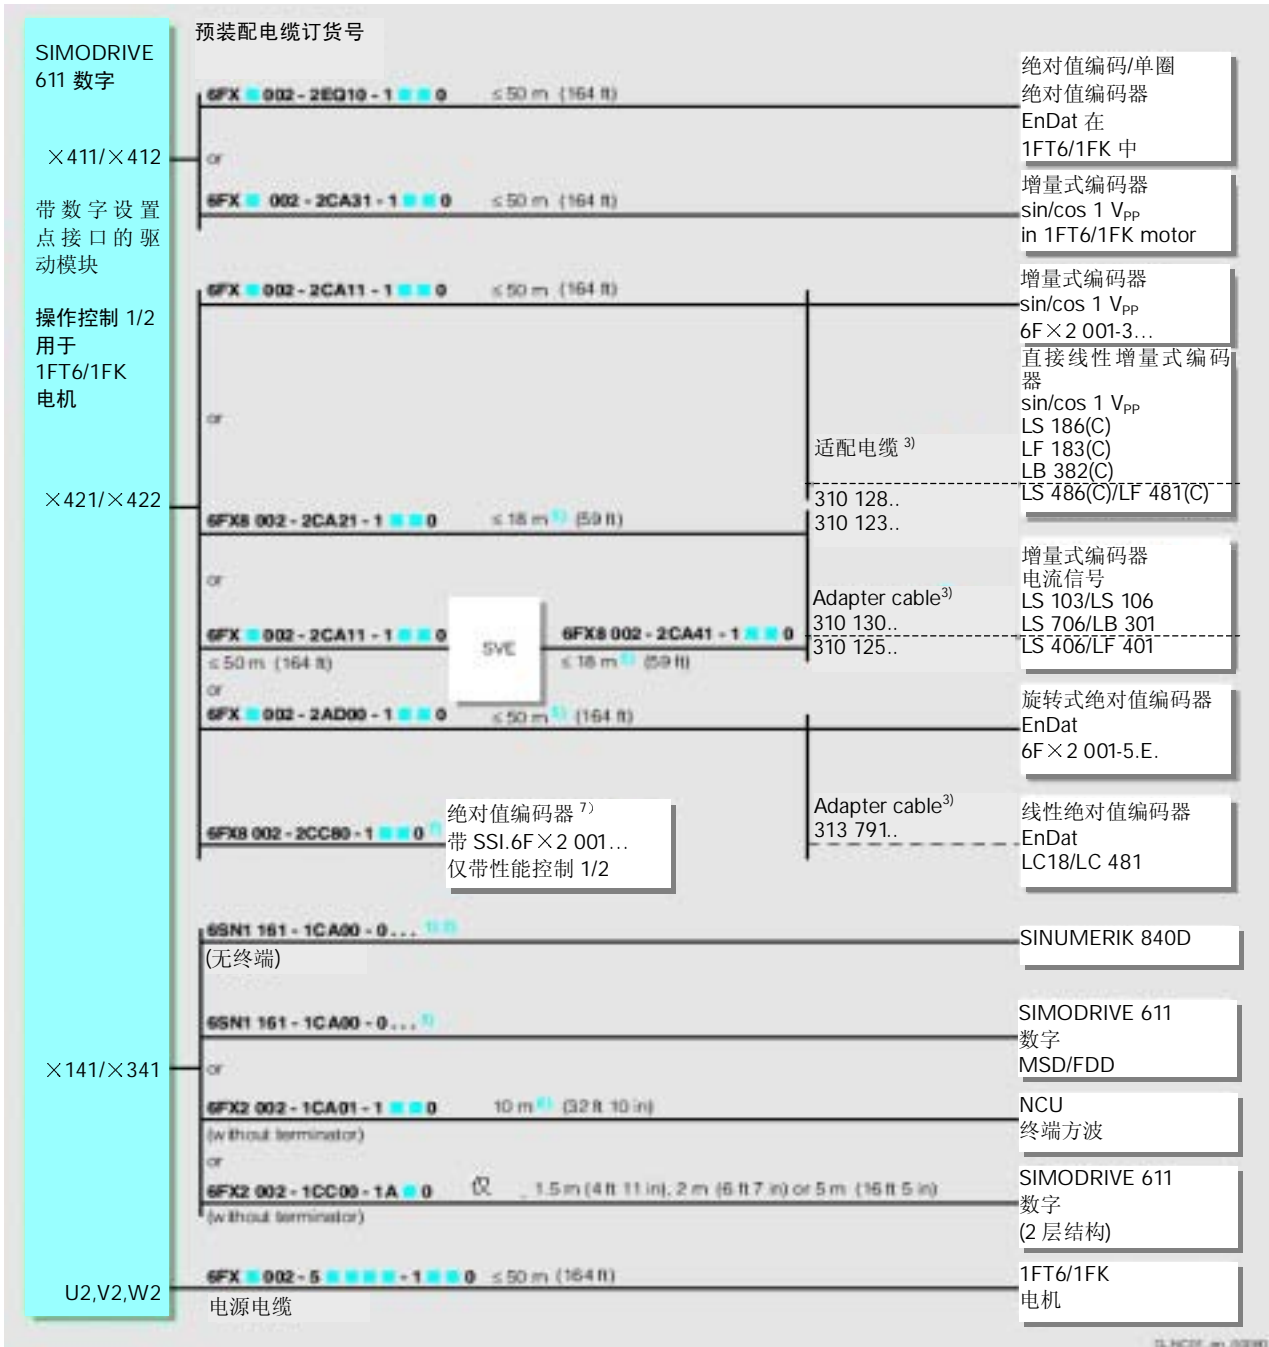 预装配电缆订货号
SIMODRIVE
611 数字
×411/×412
带数字设置
点接口的驱
动模块
操作控制 1/2
用于
1FT6/1FK
电机
×421/×422
×141/×341
U2,V2,W2
6FX ■ 002 - 2EQ10 - 1 ■ ■ 0 ≤ 50 m (164 ft)
绝对值编码/单圈
绝对值编码器
EnDat 在
1FT6/1FK 中
or
6FX ■ 002 - 2CA31 - 1 ■ ■ 0 ≤ 50 m (164 ft)
增量式编码器
sin/cos 1 VPP
in 1FT6/1FK motor
6FX ■ 002 - 2CA11 - 1 ■ ■ 0 ≤ 50 m (164 ft)
增量式编码器
sin/cos 1 VPP
6F×2 001-3…
直接线性增量式编码
器
sin/cos 1 VPP
LS 186(C)
LF 183(C)
LB 382(C)
LS 486(C)/LF 481(C)
or
适配电缆 3)
310 128..
310 123..
6FX8 002 - 2CA21 - 1 ■ ■ 0 ≤ 18 m (59 ft)
or
增量式编码器
电流信号
LS 103/LS 106
LS 706/LB 301
LS 406/LF 401
Adapter cable3)
310 130..
310 125..
6FX ■ 002 - 2CA11 - 1 ■ ■ 0
≤ 50 m (164 ft)
SVE
6FX8 002 - 2CA41 - 1 ■ ■ 0
≤ 18 m (59 ft)
or
6FX ■ 002 - 2AD00 - 1 ■ ■ 0 ≤ 50 m (164 ft)
旋转式绝对值编码器
EnDat
6F×2 001-5.E.
Adapter cable3)
313 791..
线性绝对值编码器
EnDat
LC18/LC 481
6FX8 002 - 2CC80 - 1 ■ ■ 0
绝对值编码器 7)
带 SSI.6F×2 001…
仅带性能控制 1/2
6SN1 161 - 1CA00 - 0 . . .
(无终端)
SINUMERIK 840D
6SN1 161 - 1CA00 - 0 . . .
SIMODRIVE 611
数字
MSD/FDD
or
6FX2 002 - 1CA01 - 1 ■ ■ 0 10 m (32 ft 10 in)
(without terminator)
NCU
终端方波
or
6FX2 002 - 1CC00 - 1A ■ 0 仅 1.5 m (4 ft 11 in), 2 m (6 ft 7 in) or 5 m (16 ft 5 in)
(without terminator)
SIMODRIVE 611
数字
(2 层结构)
6FX ■ 002 - 5 ■ ■ ■ ■ - 1 ■ ■ 0 ≤ 50 m (164 ft)
电源电缆
1FT6/1FK
电机